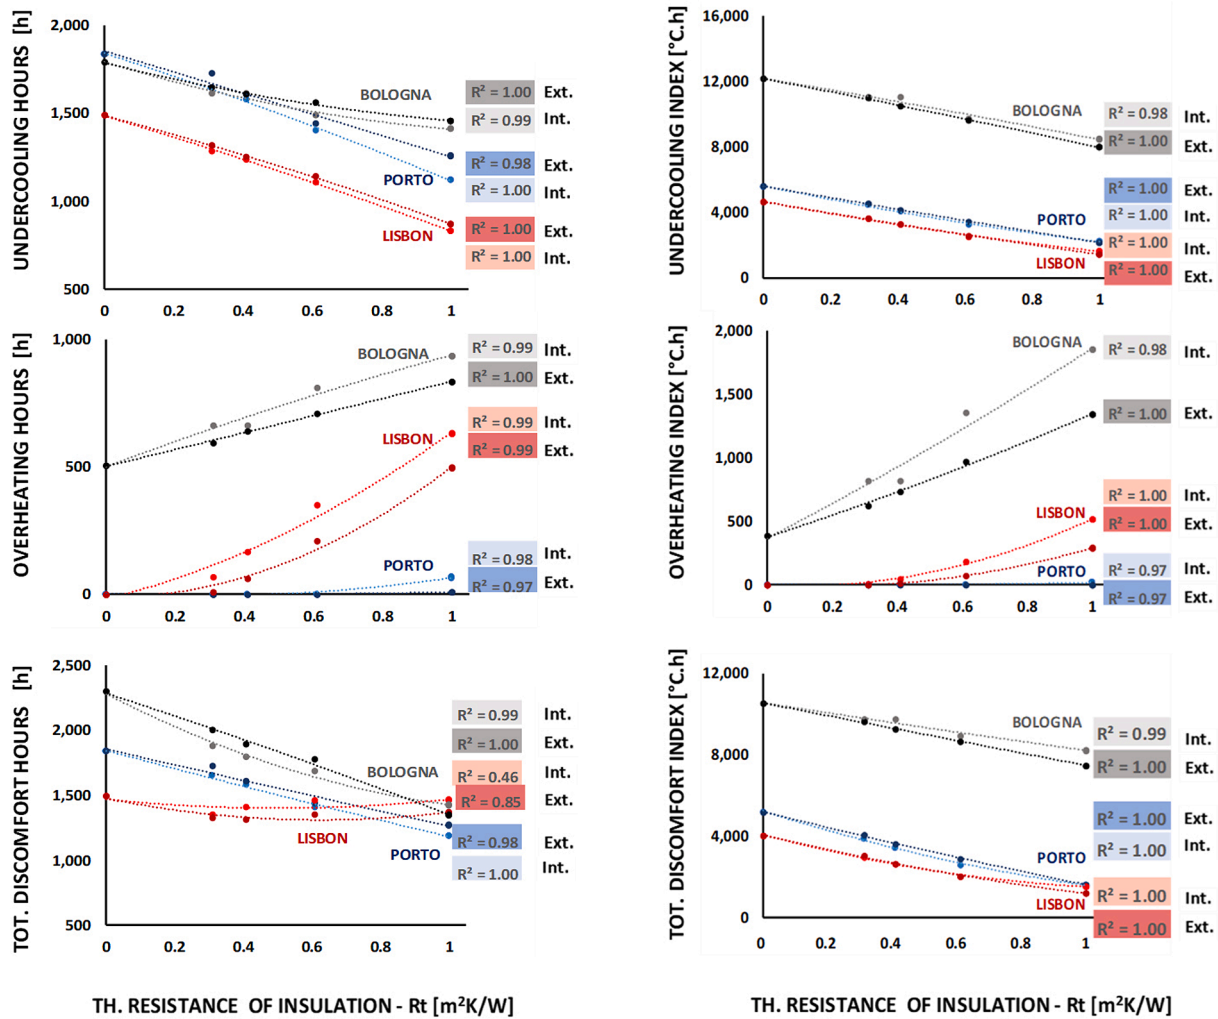 UNDERCOOLING HOURS [h]
2,000
1,500
1,000
500
0
0.2
0.4
0.6
0.8
1
BOLOGNA
PORTO
LISBON
R² = 1.00 Ext.
R² = 0.99 Int.
R² = 0.98 Ext.
R² = 1.00 Int.
R² = 1.00 Ext.
R² = 1.00 Int.
UNDERCOOLING INDEX [°C.h]
16,000
12,000
8,000
4,000
0
0
0.2
0.4
0.6
0.8
1
BOLOGNA
PORTO
LISBON
R² = 0.98 Int.
R² = 1.00 Ext.
R² = 1.00 Ext.
R² = 1.00 Int.
R² = 1.00 Int.
R² = 1.00 Ext.
OVERHEATING HOURS [h]
1,000
500
0
0
0.2
0.4
0.6
0.8
1
BOLOGNA
LISBON
PORTO
R² = 0.99 Int.
R² = 1.00 Ext.
R² = 0.99 Int.
R² = 0.99 Ext.
R² = 0.98 Int.
R² = 0.97 Ext.
OVERHEATING INDEX [°C.h]
2,000
1,500
1,000
500
0
0
0.2
0.4
0.6
0.8
1
BOLOGNA
LISBON
PORTO
R² = 0.98 Int.
R² = 1.00 Ext.
R² = 1.00 Int.
R² = 1.00 Ext.
R² = 0.97 Int.
R² = 0.97 Ext.
TOT. DISCOMFORT HOURS [h]
2,500
2,000
1,500
1,000
500
0
0.2
0.4
0.6
0.8
1
BOLOGNA
LISBON
PORTO
R² = 0.99 Int.
R² = 1.00 Ext.
R² = 0.46 Int.
R² = 0.85 Ext.
R² = 0.98 Ext.
R² = 1.00 Int.
TOT. DISCOMFORT INDEX [°C.h]
12,000
8,000
4,000
0
0
0.2
0.4
0.6
0.8
1
BOLOGNA
PORTO
LISBON
R² = 0.99 Int.
R² = 1.00 Ext.
R² = 1.00 Ext.
R² = 1.00 Int.
R² = 1.00 Int.
R² = 1.00 Ext.
TH. RESISTANCE OF INSULATION - Rt [m²K/W]
TH. RESISTANCE OF INSULATION - Rt [m²K/W]